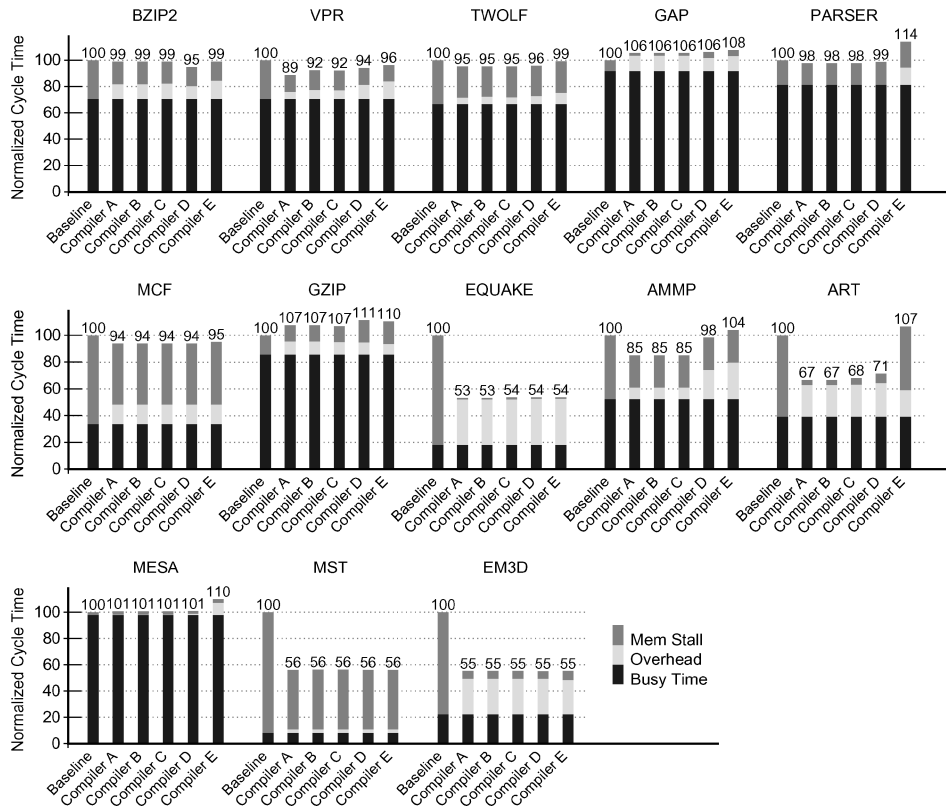 BZIP2 VPR TWOLF GAP PARSER
Normalized Cycle Time
100
80
60
40
20
0
100 99 99 99 95 99
100 89 92 92 94 96
100 95 95 95 96 99
100 106 106 106 106 108
100 98 98 98 99 114
Baseline Compiler A Compiler B Compiler C Compiler D Compiler E
Baseline Compiler A Compiler B Compiler C Compiler D Compiler E
Baseline Compiler A Compiler B Compiler C Compiler D Compiler E
Baseline Compiler A Compiler B Compiler C Compiler D Compiler E
Baseline Compiler A Compiler B Compiler C Compiler D Compiler E
MCF GZIP EQUAKE AMMP ART
Normalized Cycle Time
100
80
60
40
20
0
100 94 94 94 94 95
100 107 107 107 111 110
100 53 53 54 54 54
100 85 85 85 98 104
100 67 67 68 71 107
Baseline Compiler A Compiler B Compiler C Compiler D Compiler E
Baseline Compiler A Compiler B Compiler C Compiler D Compiler E
Baseline Compiler A Compiler B Compiler C Compiler D Compiler E
Baseline Compiler A Compiler B Compiler C Compiler D Compiler E
Baseline Compiler A Compiler B Compiler C Compiler D Compiler E
MESA MST EM3D
Normalized Cycle Time
100
80
60
40
20
0
100 101 101 101 101 110
100 56 56 56 56 56
100 55 55 55 55 55
Baseline Compiler A Compiler B Compiler C Compiler D Compiler E
Baseline Compiler A Compiler B Compiler C Compiler D Compiler E
Baseline Compiler A Compiler B Compiler C Compiler D Compiler E
Mem Stall
Overhead
Busy Time